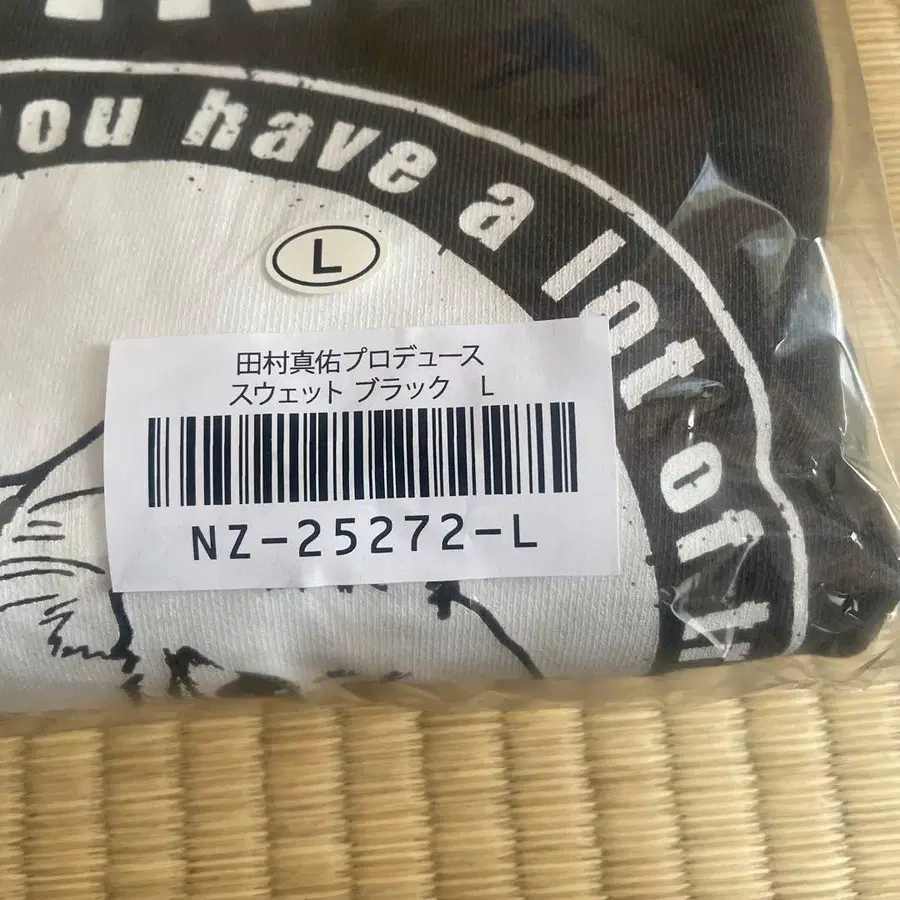 you have a lot of
L
田村真佑プロデュース
スウェット ブラック L
NZ-25272-L